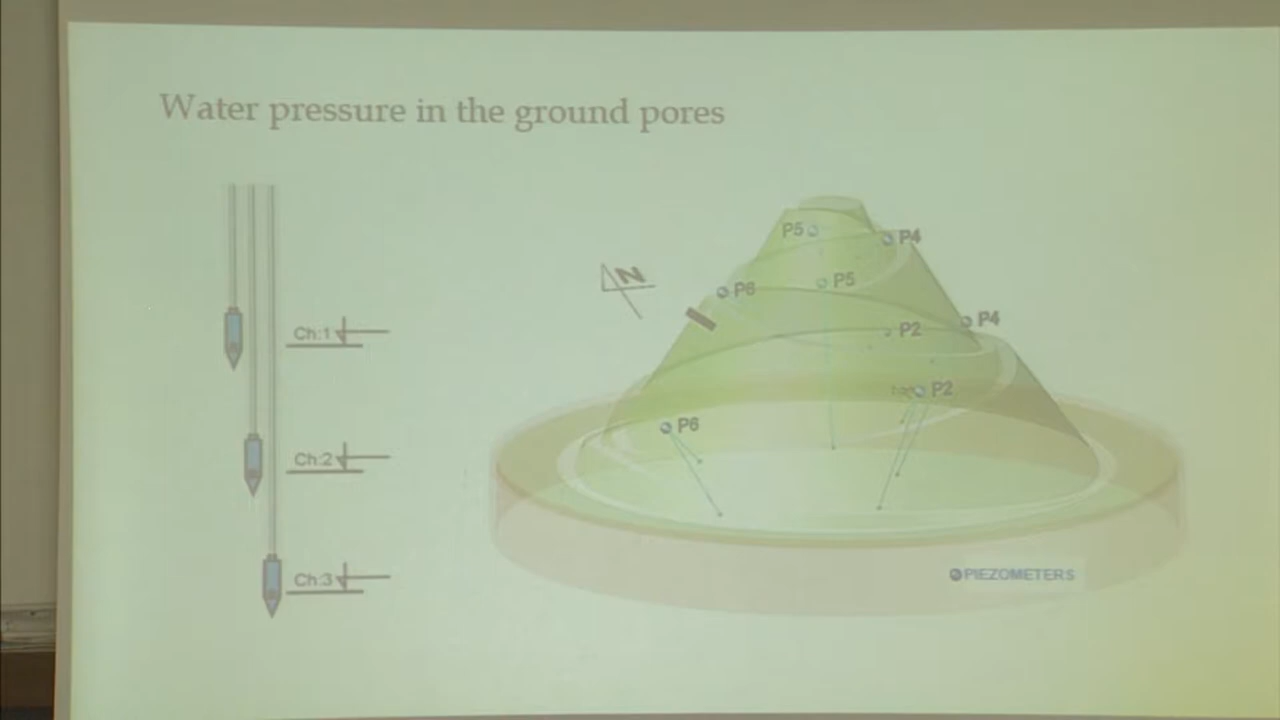 Water pressure in the ground pores
P5
P4
N
P6
P5
P4
Ch:1
P2
P2
P6
Ch:2
Ch:3
PIEZOMETERS